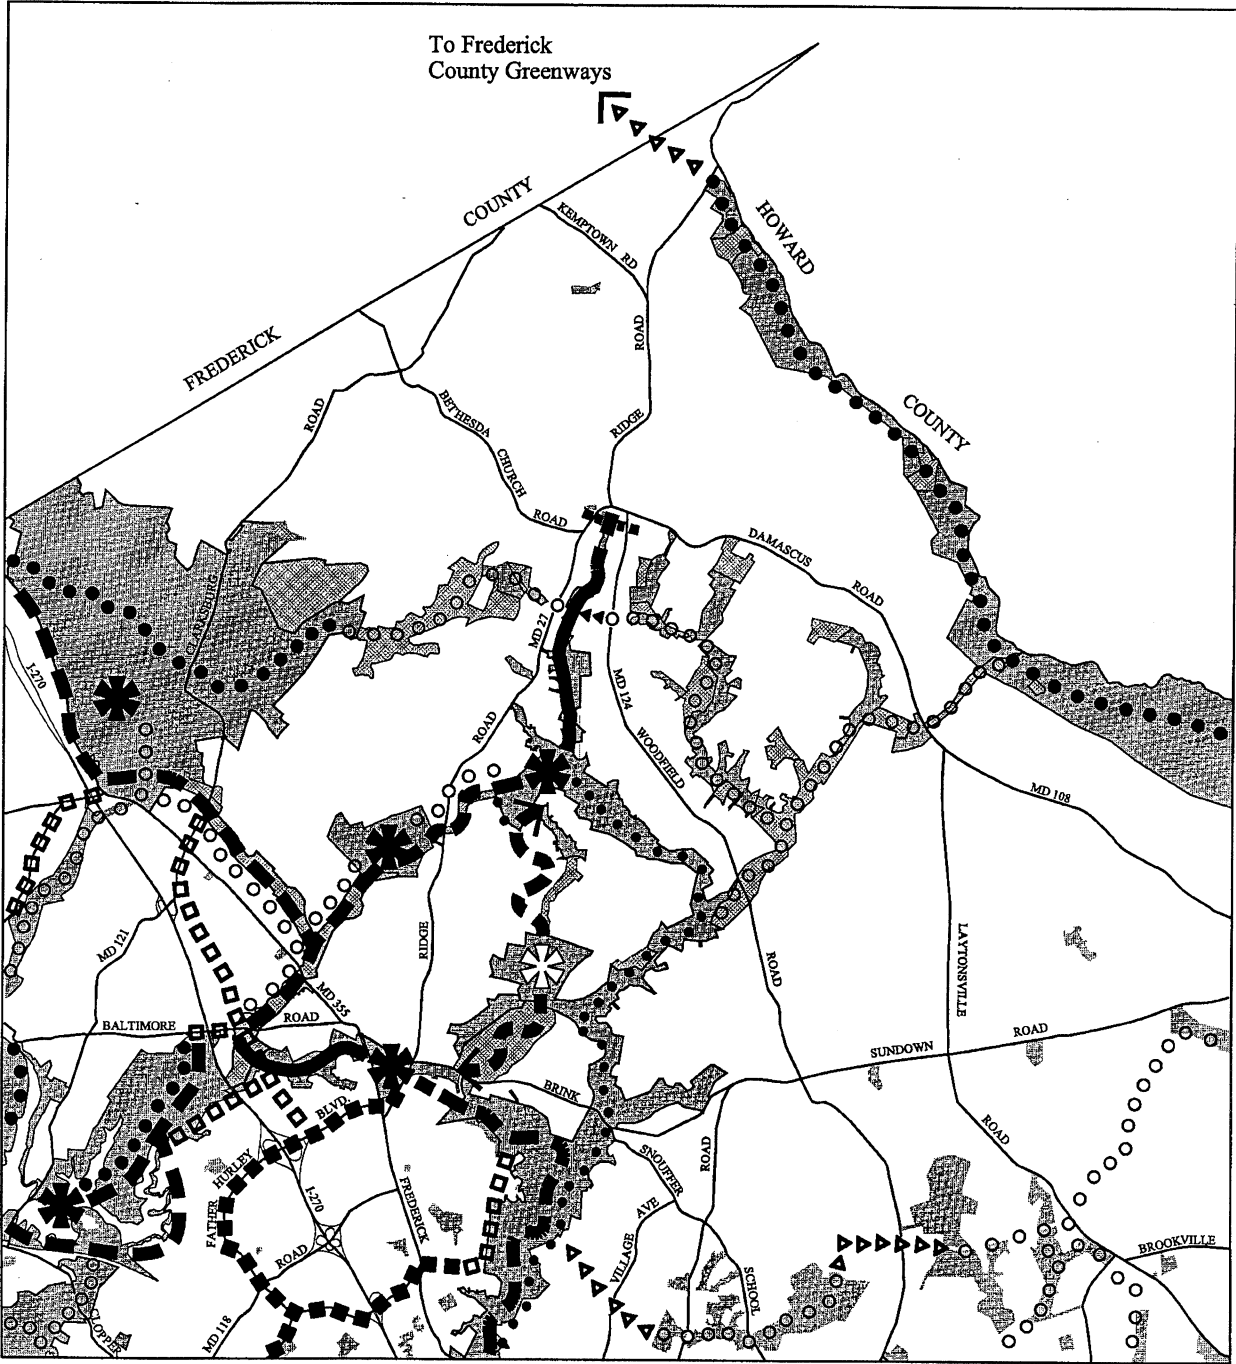 To Frederick
County Greenways
COUNTY
KEMPTOWN RD
HOWARD
FREDERICK
ROAD
ROAD
RIDGE
BETHESDA
COUNTY
CHURCH
ROAD
DAMASCUS
ROAD
CLARKSBURG
MD 27
I-270
MD 124
ROAD
WOODFIELD
MD 108
MD 121
RIDGE
ROAD
LAYTONSVILLE
MD 355
BALTIMORE
ROAD
SUNDOWN
ROAD
BRINK
BLVD.
ROAD
SNOUFFER
ROAD
HURLEY
I-270
FATHER
FREDERICK
AVE
VILLAGE
ROAD
SCHOOL
BROOKVILLE
CLOPPER
MD 118